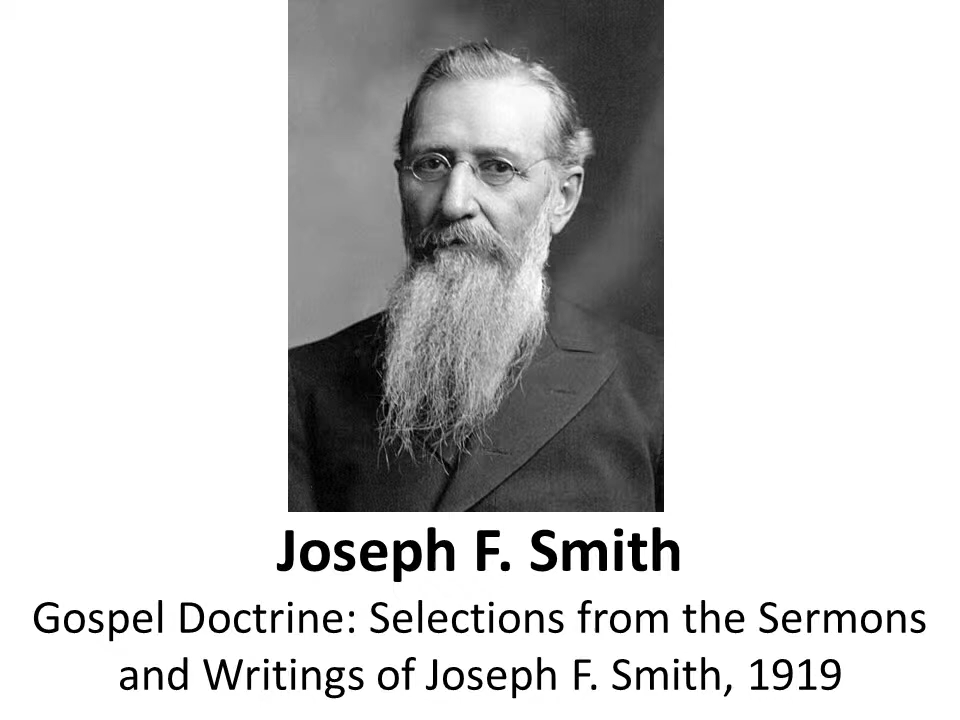 Joseph F. Smith
Gospel Doctrine: Selections from the Sermons
and Writings of Joseph F. Smith, 1919